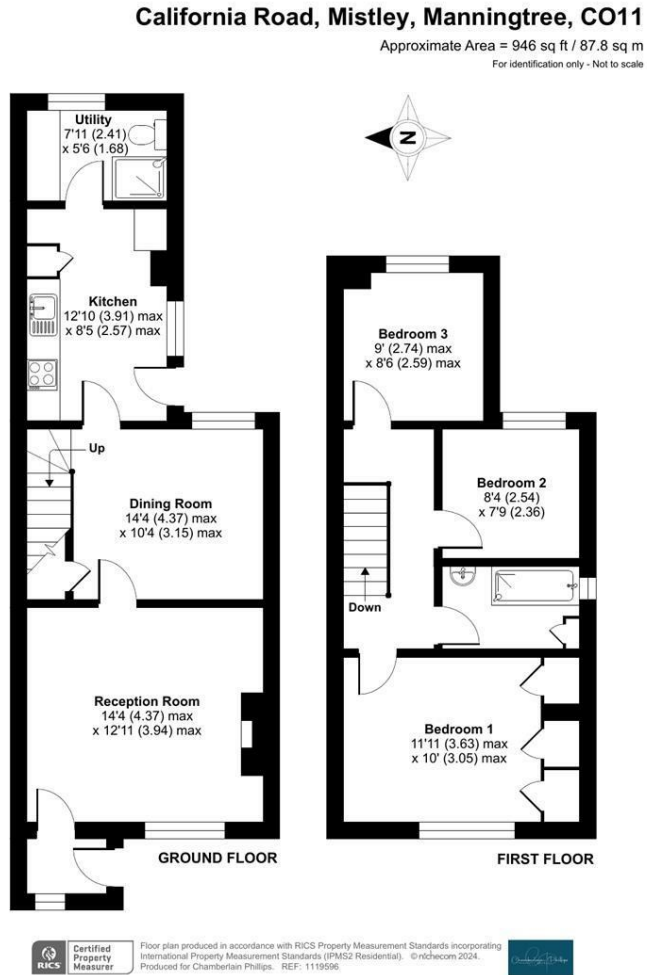 California Road, Mistley, Manningtree, CO11
Approximate Area = 946 sq ft / 87.8 sq m
For identification only - Not to scale
Utility
7'11 (2.41)
x 5'6 (1.68)
N
Kitchen
12'10 (3.91) max
x 8'5 (2.57) max
Bedroom 3
9' (2.74) max
x 8'6 (2.59) max
Up
Dining Room
14'4 (4.37) max
x 10'4 (3.15) max
Bedroom 2
8'4 (2.54)
x 7'9 (2.36)
Down
Reception Room
14'4 (4.37) max
x 12'11 (3.94) max
Bedroom 1
11'11 (3.63) max
x 10' (3.05) max
GROUND FLOOR
FIRST FLOOR
RICS
Certified
Property
Measurer
Floor plan produced in accordance with RICS Property Measurement Standards incorporating
International Property Measurement Standards (IPMS2 Residential). © nichecom 2024.
Produced for Chamberlain Phillips. REF: 1119596
Chamberlain Phillips